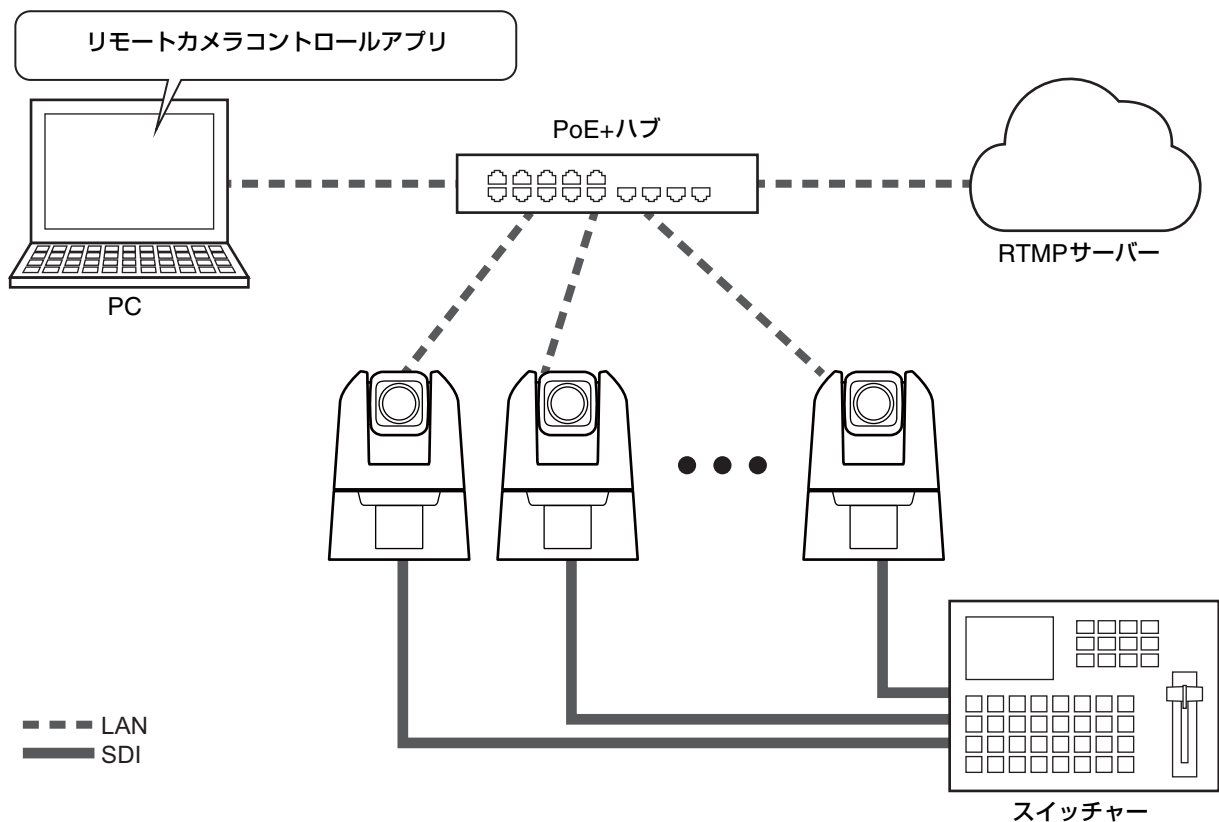 リモートカメラコントロールアプリ
PoE+ハブ
RTMPサーバー
PC
LAN
SDI
スイッチャー